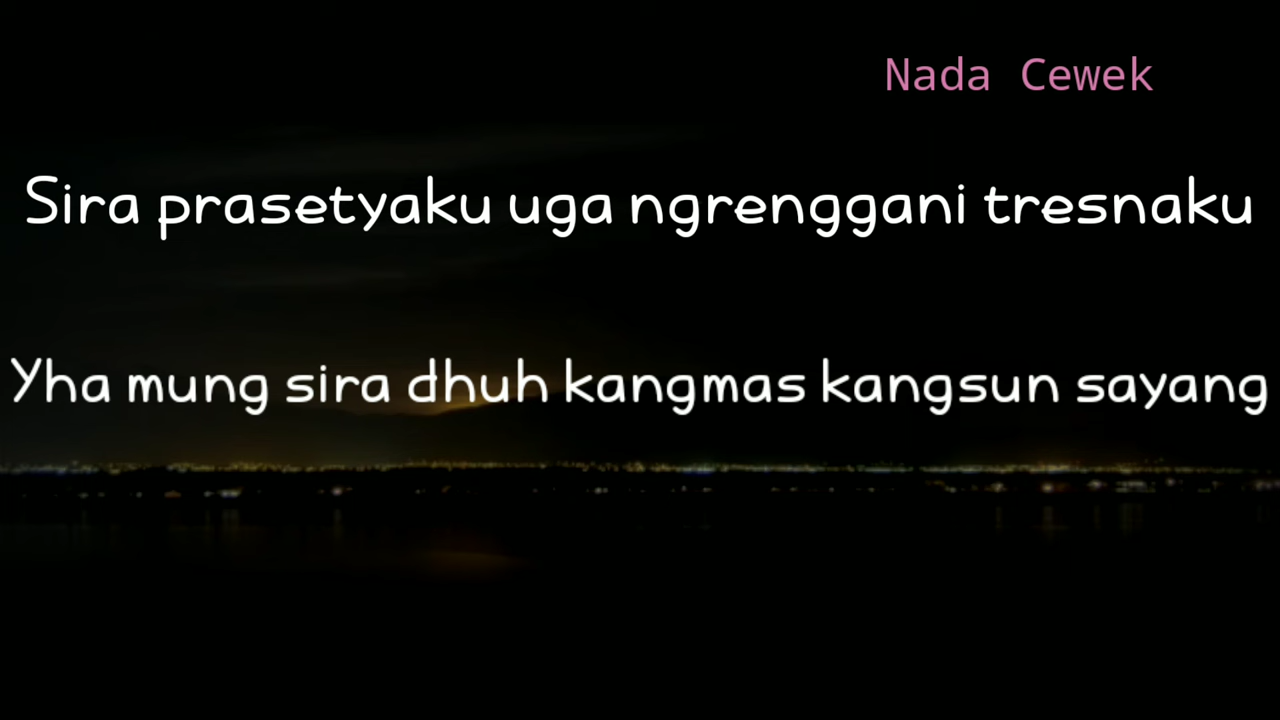 Nada Cewek
Sira prasetyaku uga ngrenggani tresnaku
Yha mung sira dhuh kangmas kangsun sayang